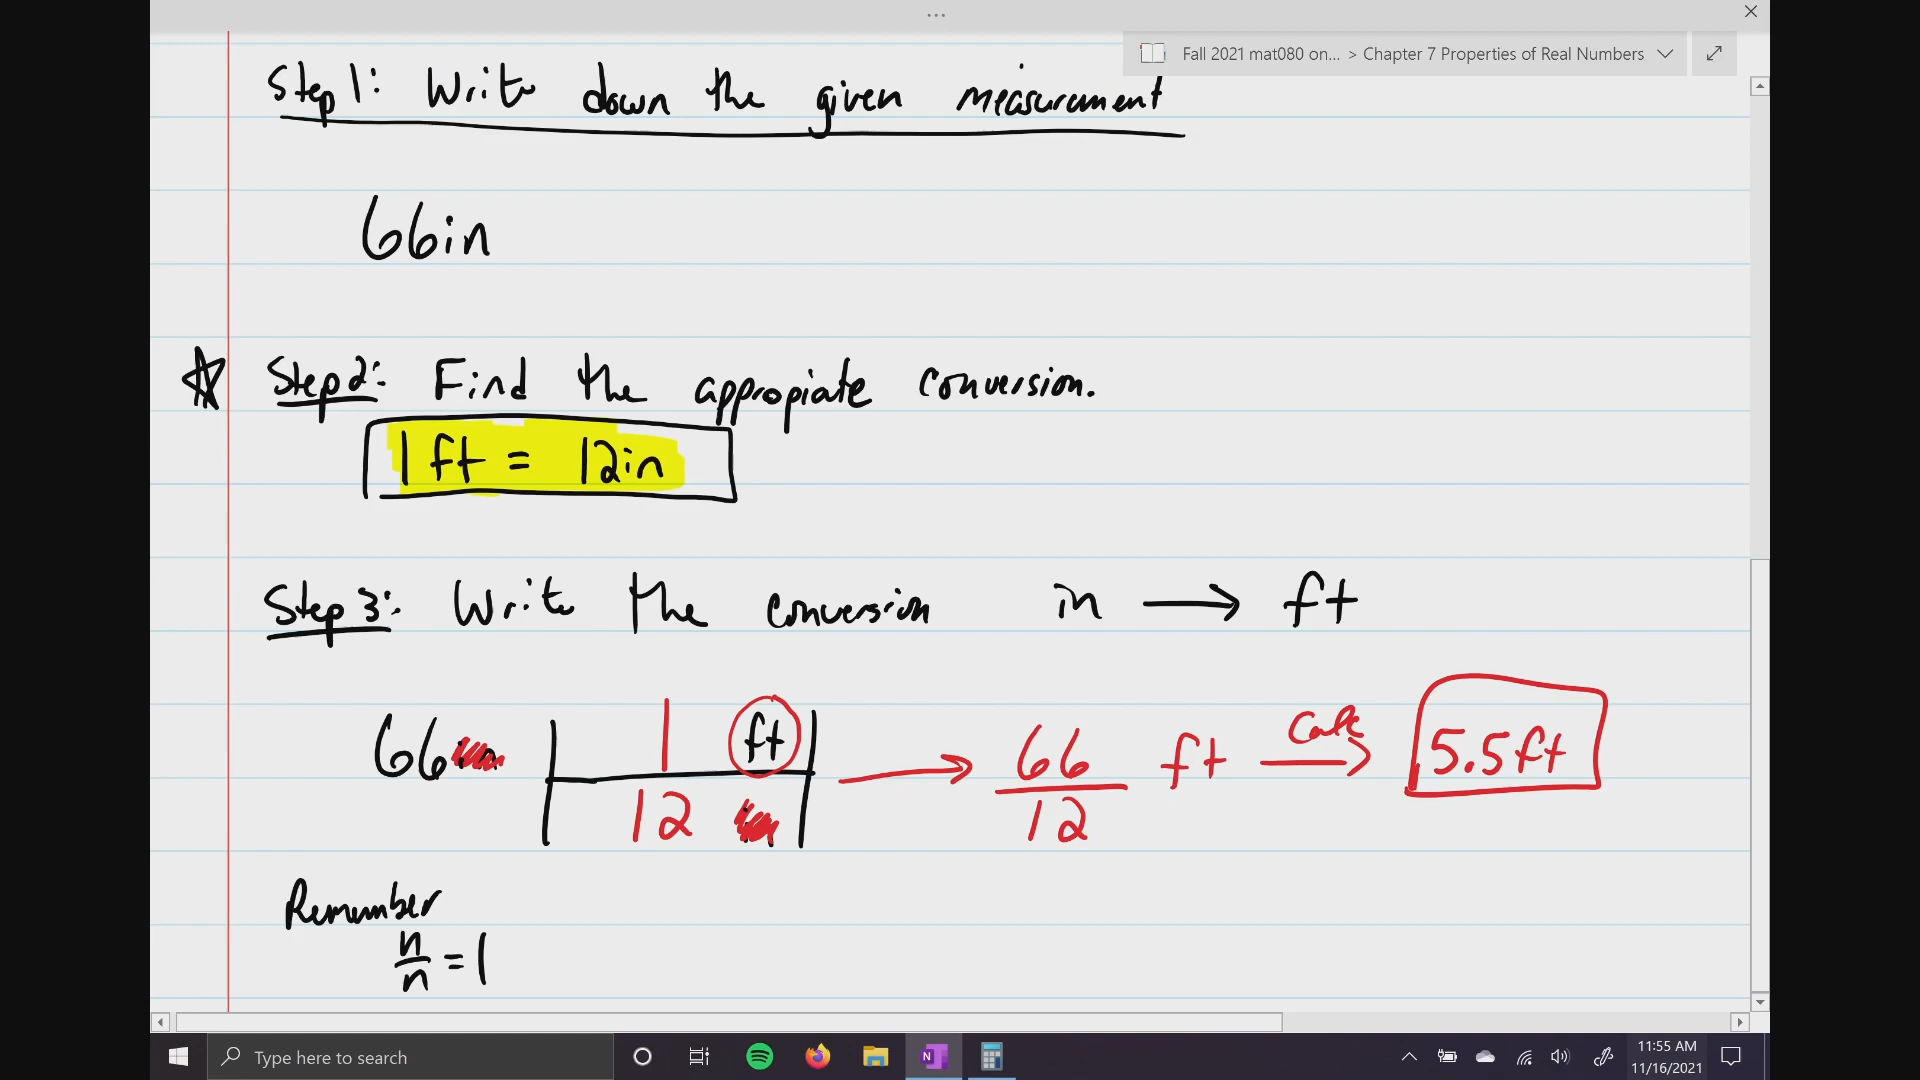 Fall 2021 mat080 on... > Chapter 7 Properties of Real Numbers
Step 1: Write down the given measurement
66in
Step 2: Find the appropiate conversion.
1 ft = 12in
Step 3: Write the conversion in → ft
66 | 1 ft → 66 ft Calc → 5.5ft
12 12
Remember
n/n = 1
Type here to search
11:55 AM
11/16/2021